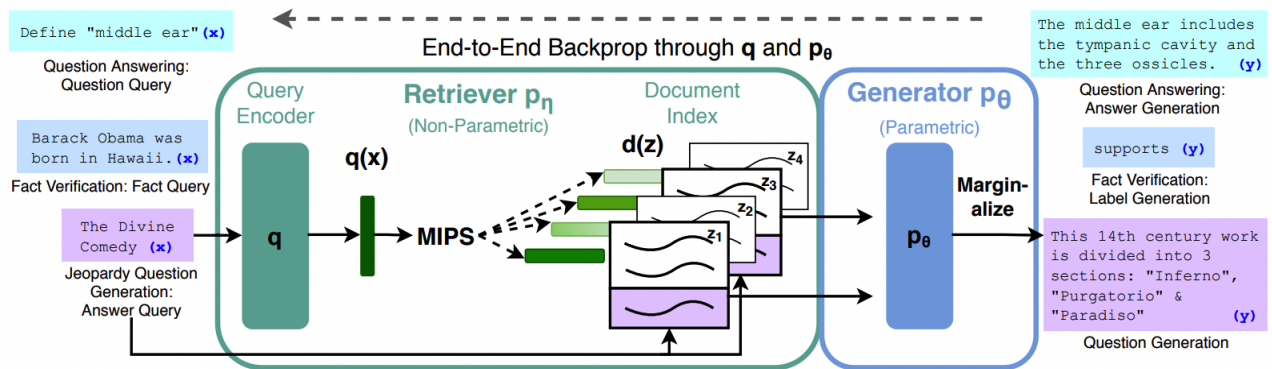 Define "middle ear" (x)
Question Answering:
Question Query
Barack Obama was
born in Hawaii. (x)
Fact Verification: Fact Query
The Divine
Comedy (x)
Jeopardy Question
Generation:
Answer Query
End-to-End Backprop through q and pθ
Query
Encoder
q
Retriever pη
(Non-Parametric)
q(x)
MIPS
Document
Index
d(z)
z4
z3
z2
z1
Generator pθ
(Parametric)
pθ
Margin-
alize
The middle ear includes
the tympanic cavity and
the three ossicles. (y)
Question Answering:
Answer Generation
supports (y)
Fact Verification:
Label Generation
This 14th century work
is divided into 3
sections: "Inferno",
"Purgatorio" &
"Paradiso" (y)
Question Generation